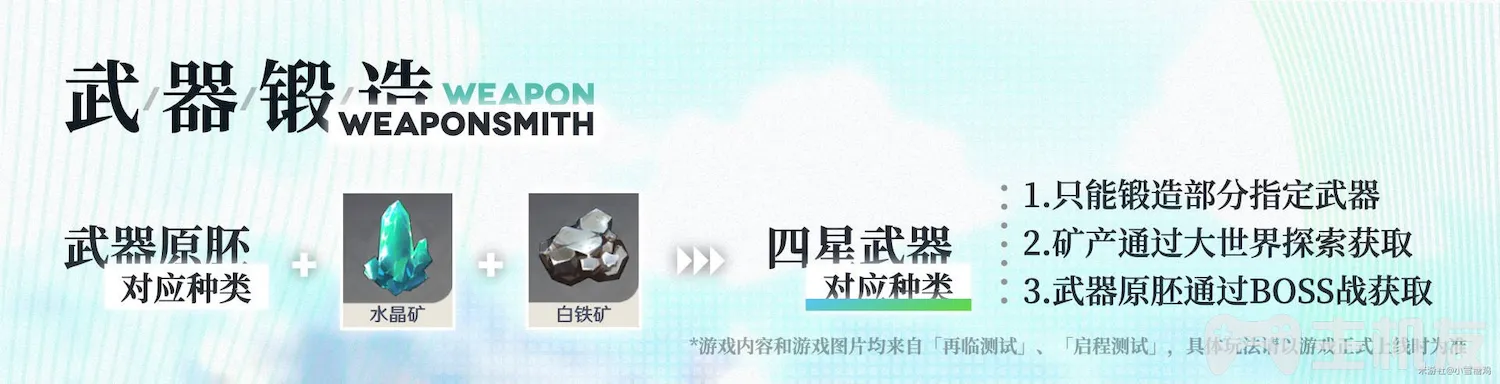 武/器/锻/造 WEAPON
WEAPONSMITH
1.只能锻造部分指定武器
武器原胚
四星武器
2.矿产通过大世界探索获取
对应种类
对应种类
3.武器原胚通过BOSS战获取
水晶矿
白铁矿
*游戏内容和游戏图片均来自「再临测试」、「启程测试」，具体玩法请以游戏正式上线时为准
主机玩